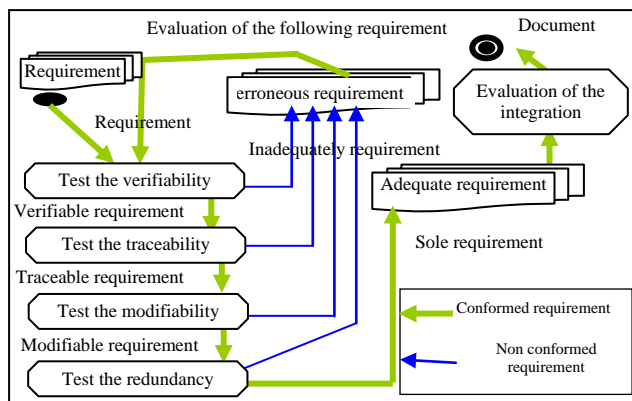 Evaluation of the following requirement
Document
Requirement
erroneous requirement
Evaluation of the
integration
Requirement
Inadequately requirement
Test the verifiability
Adequate requirement
Verifiable requirement
Test the traceability
Sole requirement
Traceable requirement
Test the modifiability
Conformed requirement
Modifiable requirement
Non conformed
requirement
Test the redundancy